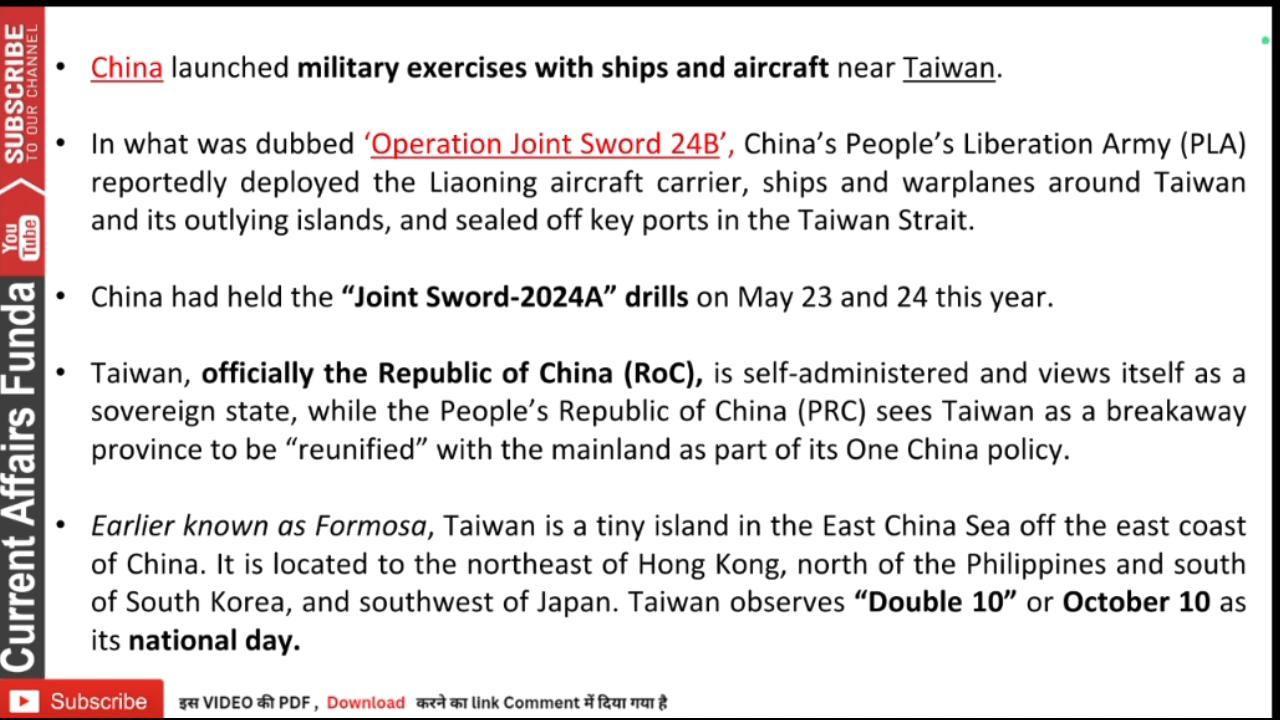 SUBSCRIBE
TO OUR CHANNEL
You
Tube
Current Affairs Funda
• China launched military exercises with ships and aircraft near Taiwan.
• In what was dubbed ‘Operation Joint Sword 24B’, China’s People’s Liberation Army (PLA)
reportedly deployed the Liaoning aircraft carrier, ships and warplanes around Taiwan
and its outlying islands, and sealed off key ports in the Taiwan Strait.
• China had held the “Joint Sword-2024A” drills on May 23 and 24 this year.
• Taiwan, officially the Republic of China (RoC), is self-administered and views itself as a
sovereign state, while the People’s Republic of China (PRC) sees Taiwan as a breakaway
province to be “reunified” with the mainland as part of its One China policy.
• Earlier known as Formosa, Taiwan is a tiny island in the East China Sea off the east coast
of China. It is located to the northeast of Hong Kong, north of the Philippines and south
of South Korea, and southwest of Japan. Taiwan observes “Double 10” or October 10 as
its national day.
Subscribe
इस VIDEO की PDF , Download करने का link Comment में दिया गया है